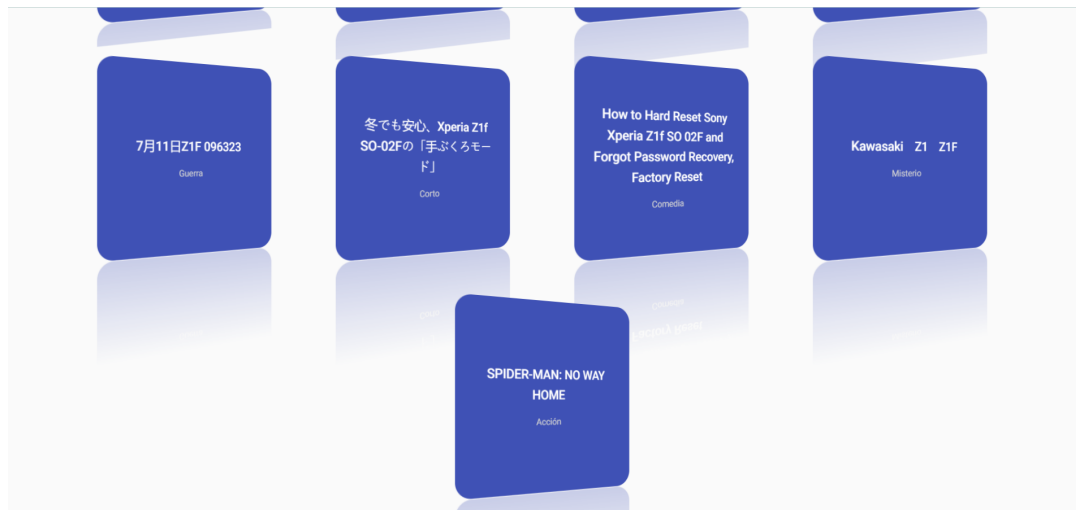 7月11日Z1F 096323
Guerra
冬でも安心、Xperia Z1f
SO-02Fの「手ぶくろモー
ド」
Corto
How to Hard Reset Sony
Xperia Z1f SO 02F and
Forgot Password Recovery,
Factory Reset
Comedia
Kawasaki　Z1　Z1F
Misterio
SPIDER-MAN: NO WAY
HOME
Acción